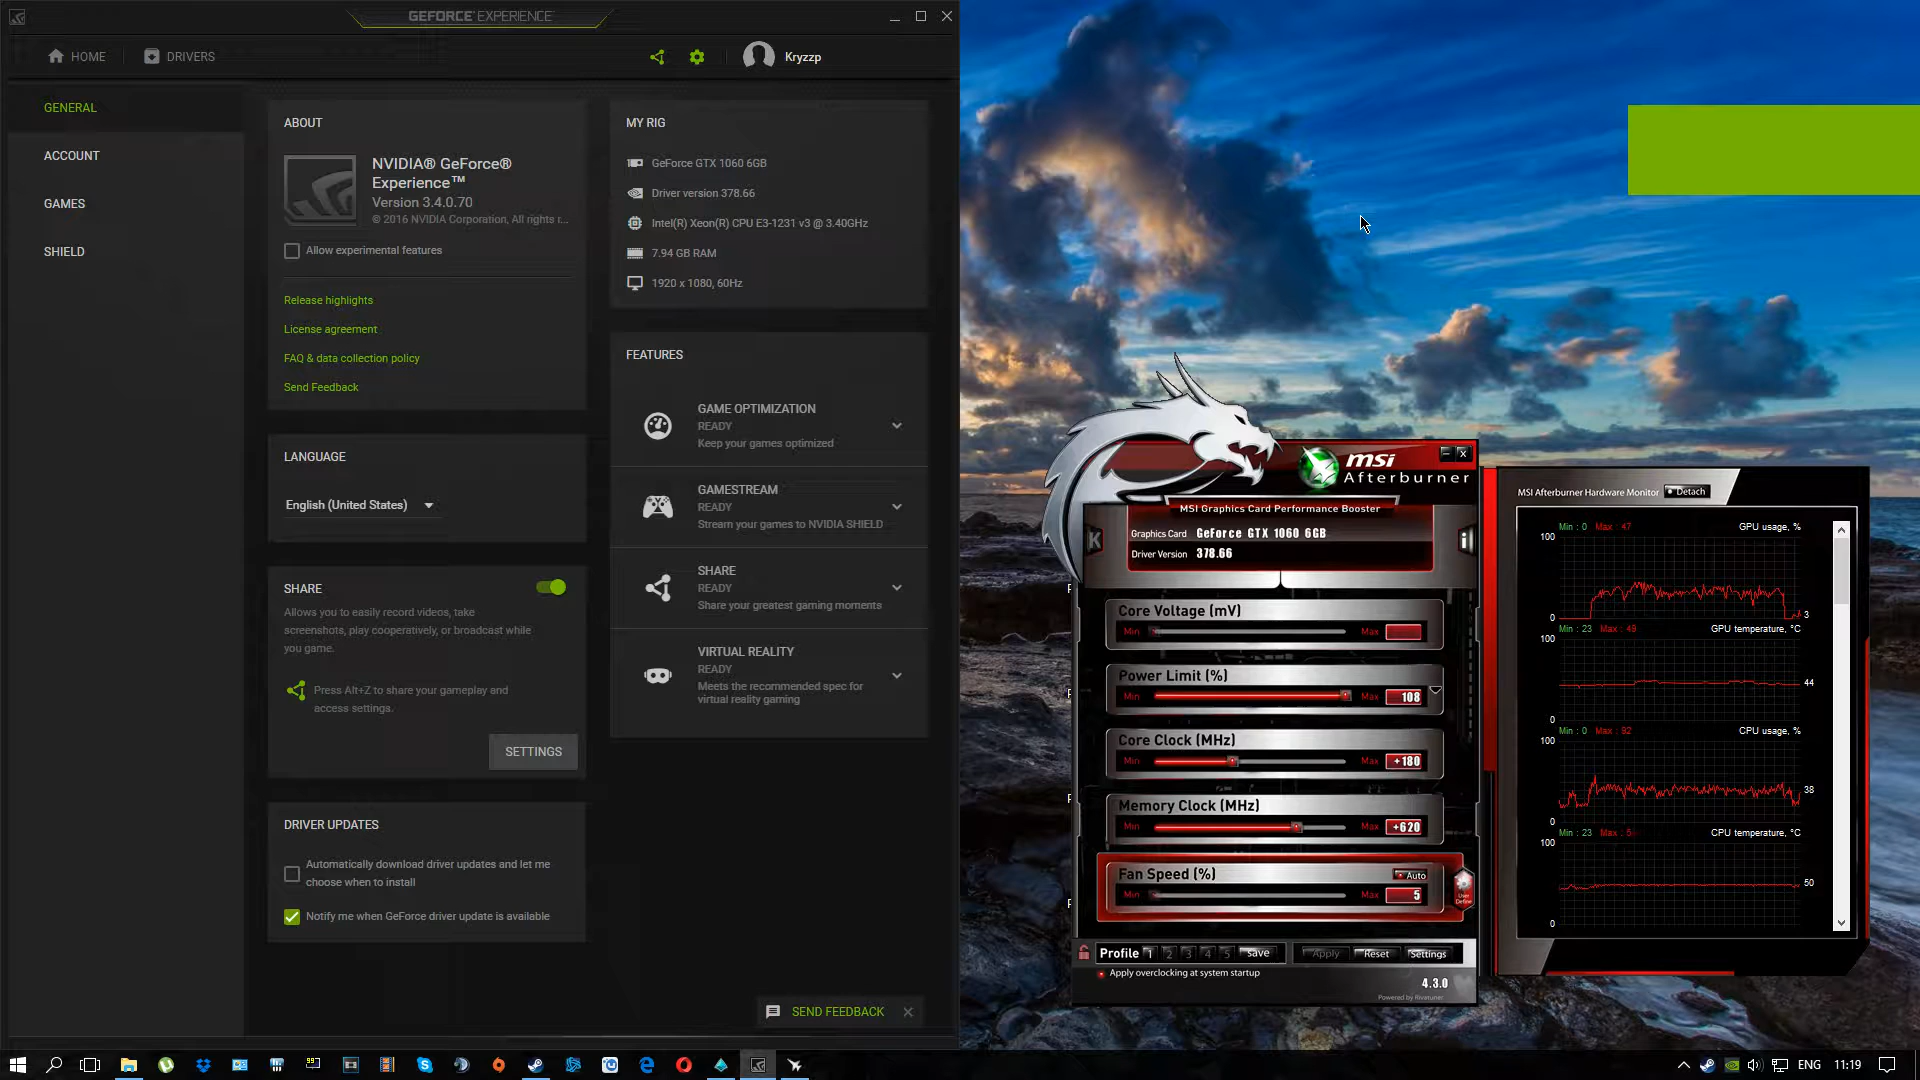 GEFORCE EXPERIENCE
HOME
DRIVERS
Kryzzp
GENERAL
ACCOUNT
GAMES
SHIELD
ABOUT
NVIDIA® GeForce®
Experience™
Version 3.4.0.70
© 2016 NVIDIA Corporation, All rights r...
Allow experimental features
Release highlights
License agreement
FAQ & data collection policy
Send Feedback
LANGUAGE
English (United States)
SHARE
Allows you to easily record videos, take
screenshots, play cooperatively, or broadcast while
you game.
Press Alt+Z to share your gameplay and
access settings.
SETTINGS
DRIVER UPDATES
Automatically download driver updates and let me
choose when to install
Notify me when GeForce driver update is available
MY RIG
GeForce GTX 1060 6GB
Driver version 378.66
Intel(R) Xeon(R) CPU E3-1231 v3 @ 3.40GHz
7.94 GB RAM
1920 x 1080, 60Hz
FEATURES
GAME OPTIMIZATION
READY
Keep your games optimized
GAMESTREAM
READY
Stream your games to NVIDIA SHIELD
SHARE
READY
Share your greatest gaming moments
VIRTUAL REALITY
READY
Meets the recommended spec for
virtual reality gaming
SEND FEEDBACK
msi
Afterburner
MSI Graphics Card Performance Booster
Graphics Card GeForce GTX 1060 6GB
Driver Version 378.66
K
i
Core Voltage (mV)
Min Max
Power Limit (%)
Min Max 108
Core Clock (MHz)
Min Max +180
Memory Clock (MHz)
Min Max +620
Fan Speed (%)
Auto
Min Max 5
User Define
Profile 1 2 3 4 5 save
Apply Reset Settings
Apply overclocking at system startup
4.3.0
Powered by Rivatuner
MSI Afterburner Hardware Monitor
Detach
Min : 0 Max : 47 GPU usage, %
100
0
3
Min : 23 Max : 49 GPU temperature, °C
100
44
0
Min : 0 Max : 92 CPU usage, %
100
38
0
Min : 23 CPU temperature, °C
100
50
0
ENG
11:19